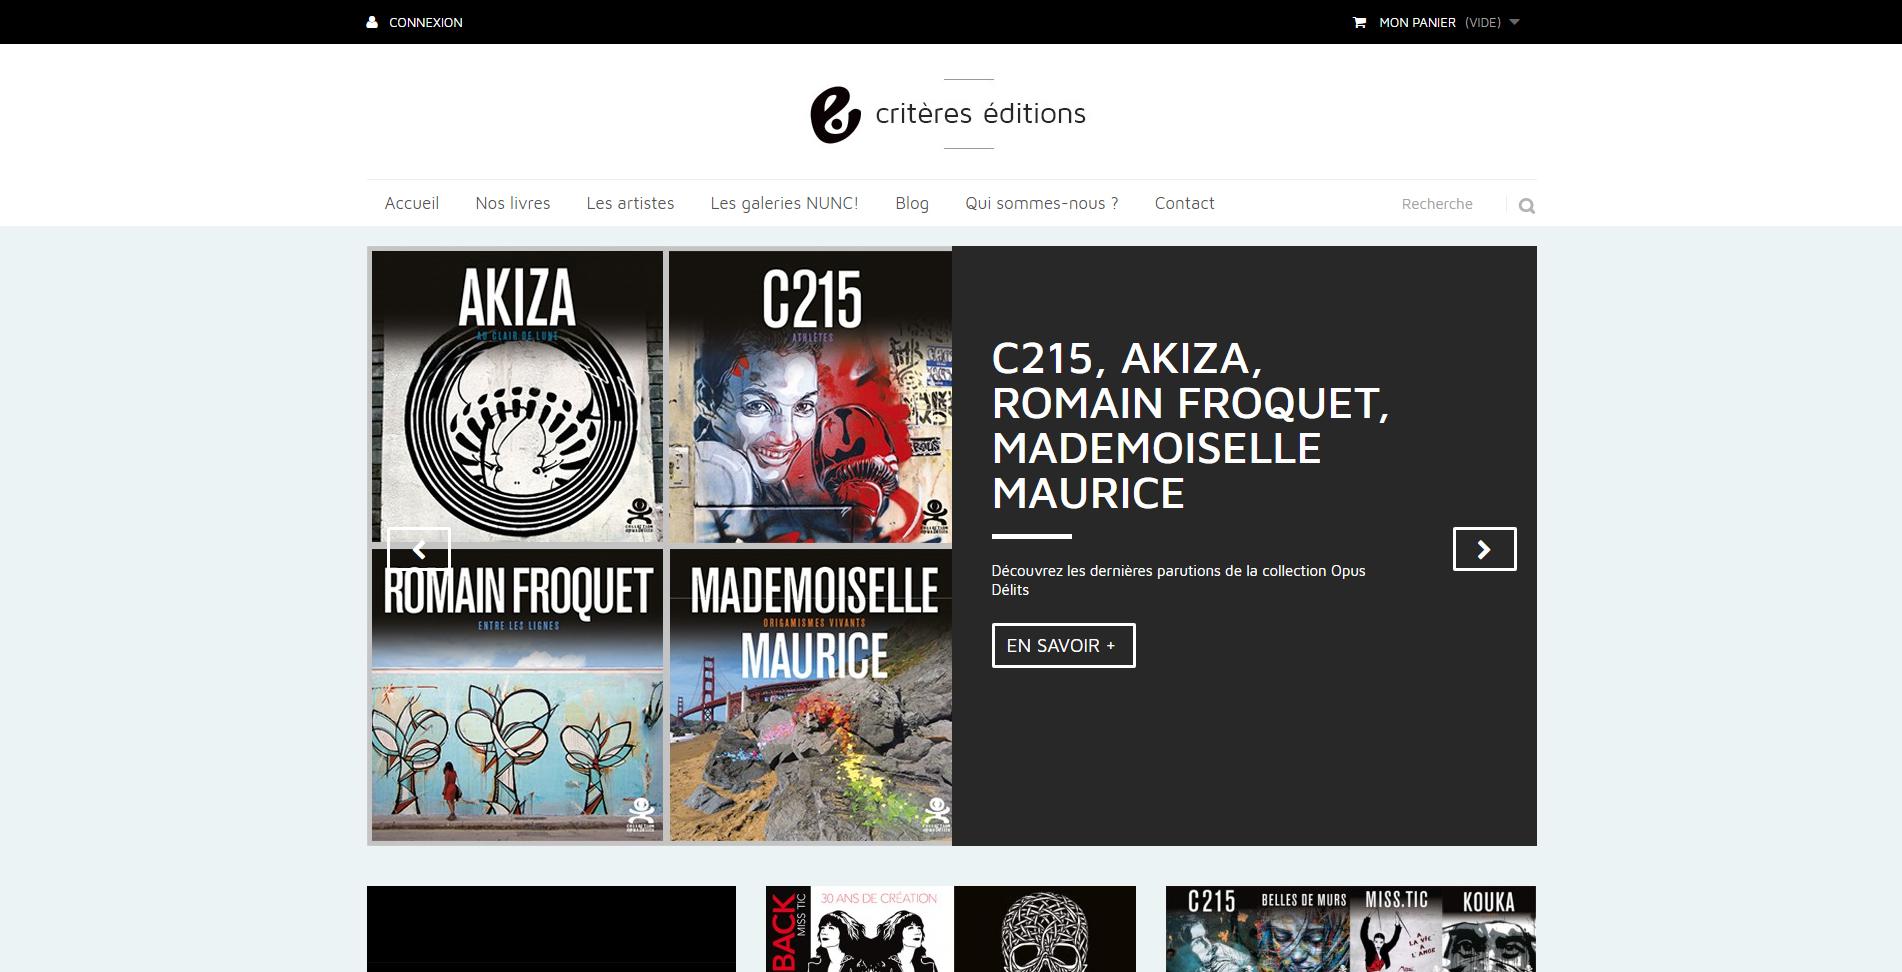 CONNEXION
MON PANIER (VIDE)
critères éditions
Accueil
Nos livres
Les artistes
Les galeries NUNC!
Blog
Qui sommes-nous ?
Contact
Recherche
AKIZA
AU CLAIR DE LUNE
C215
ATHLÈTES
ROMAIN FROQUET
ENTRE LES LIGNES
MADEMOISELLE
ORIGAMISMES VIVANTS
MAURICE
C215, AKIZA,
ROMAIN FROQUET,
MADEMOISELLE
MAURICE
Découvrez les dernières parutions de la collection Opus
Délits
EN SAVOIR +
BACK
MISS TIC
30 ANS DE CRÉATION
C215
BELLES DE MURS
MISS.TIC
A
LA VIE
A
L'AMOR
KOUKA